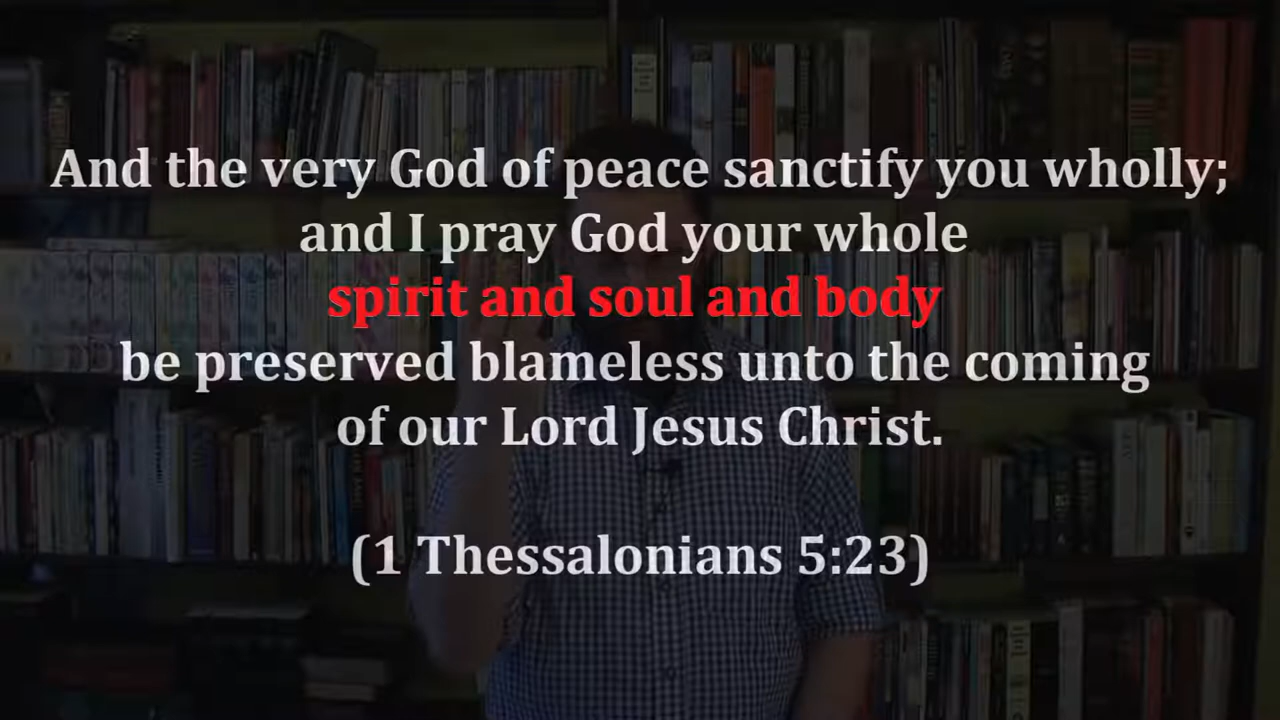 And the very God of peace sanctify you wholly;
and I pray God your whole
spirit and soul and body
be preserved blameless unto the coming
of our Lord Jesus Christ.
(1 Thessalonians 5:23)